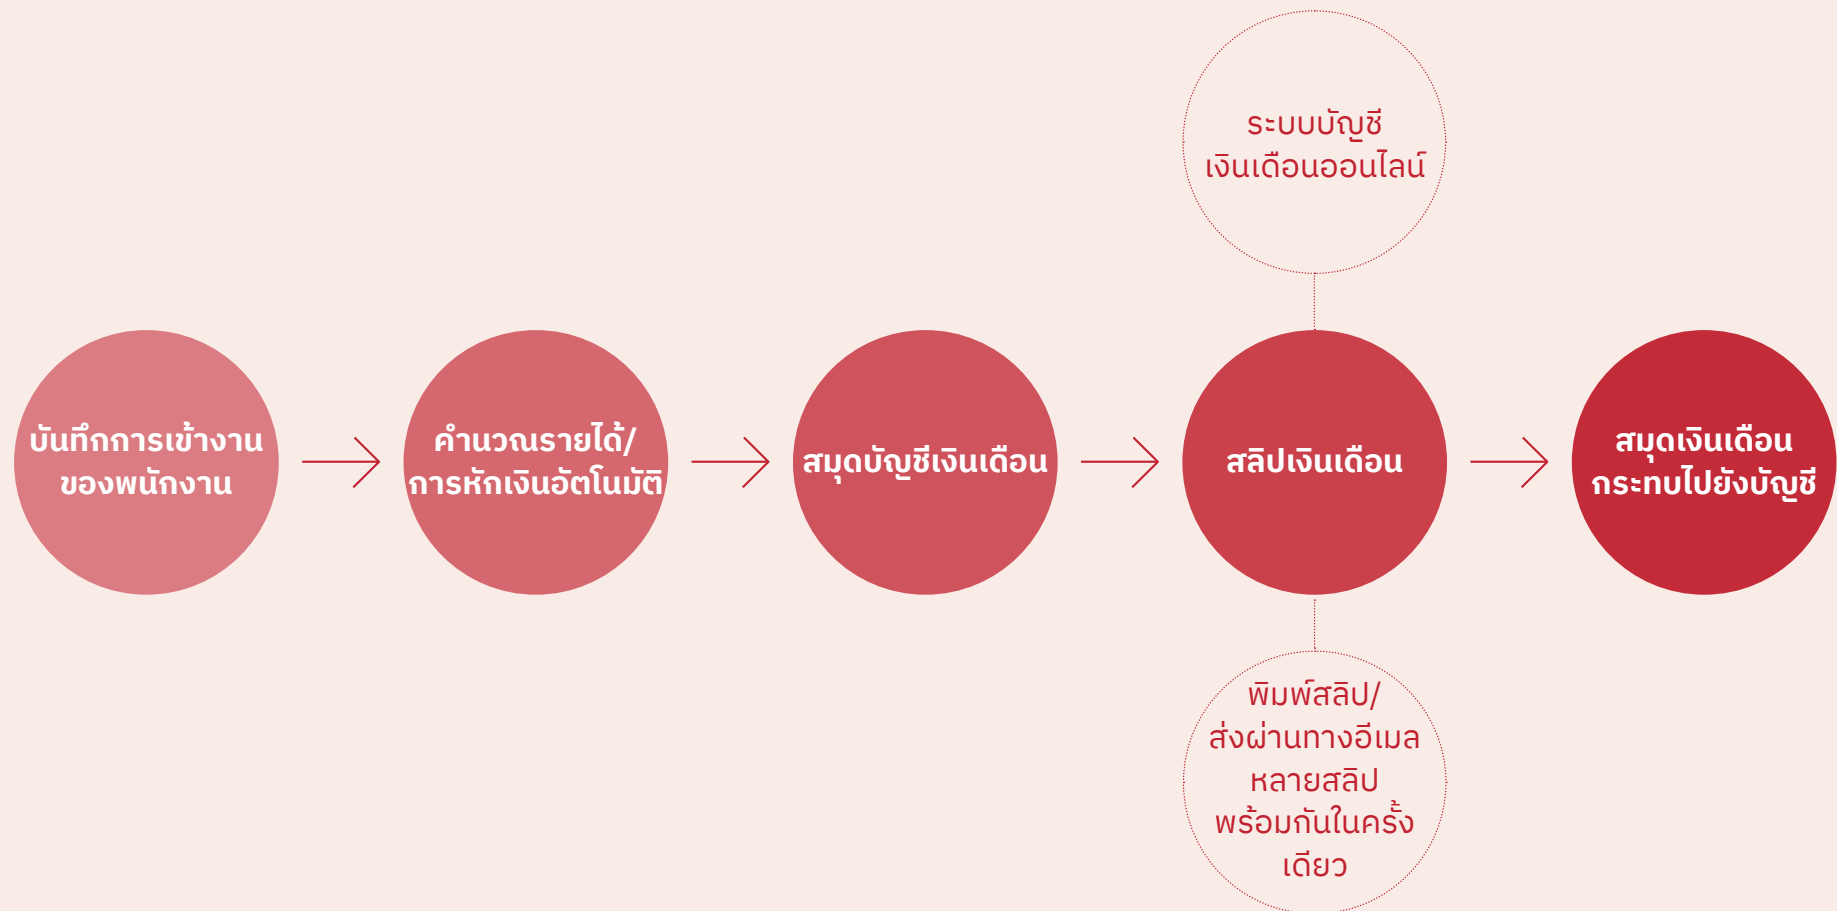 ระบบบัญชี
เงินเดือนออนไลน์
บันทึกการเข้างาน
ของพนักงาน
คำนวณรายได้/
การหักเงินอัตโนมัติ
สมุดบัญชีเงินเดือน
สลิปเงินเดือน
สมุดเงินเดือน
กระทบไปยังบัญชี
พิมพ์สลิป/
ส่งผ่านทางอีเมล
หลายสลิป
พร้อมกันในครั้ง
เดียว